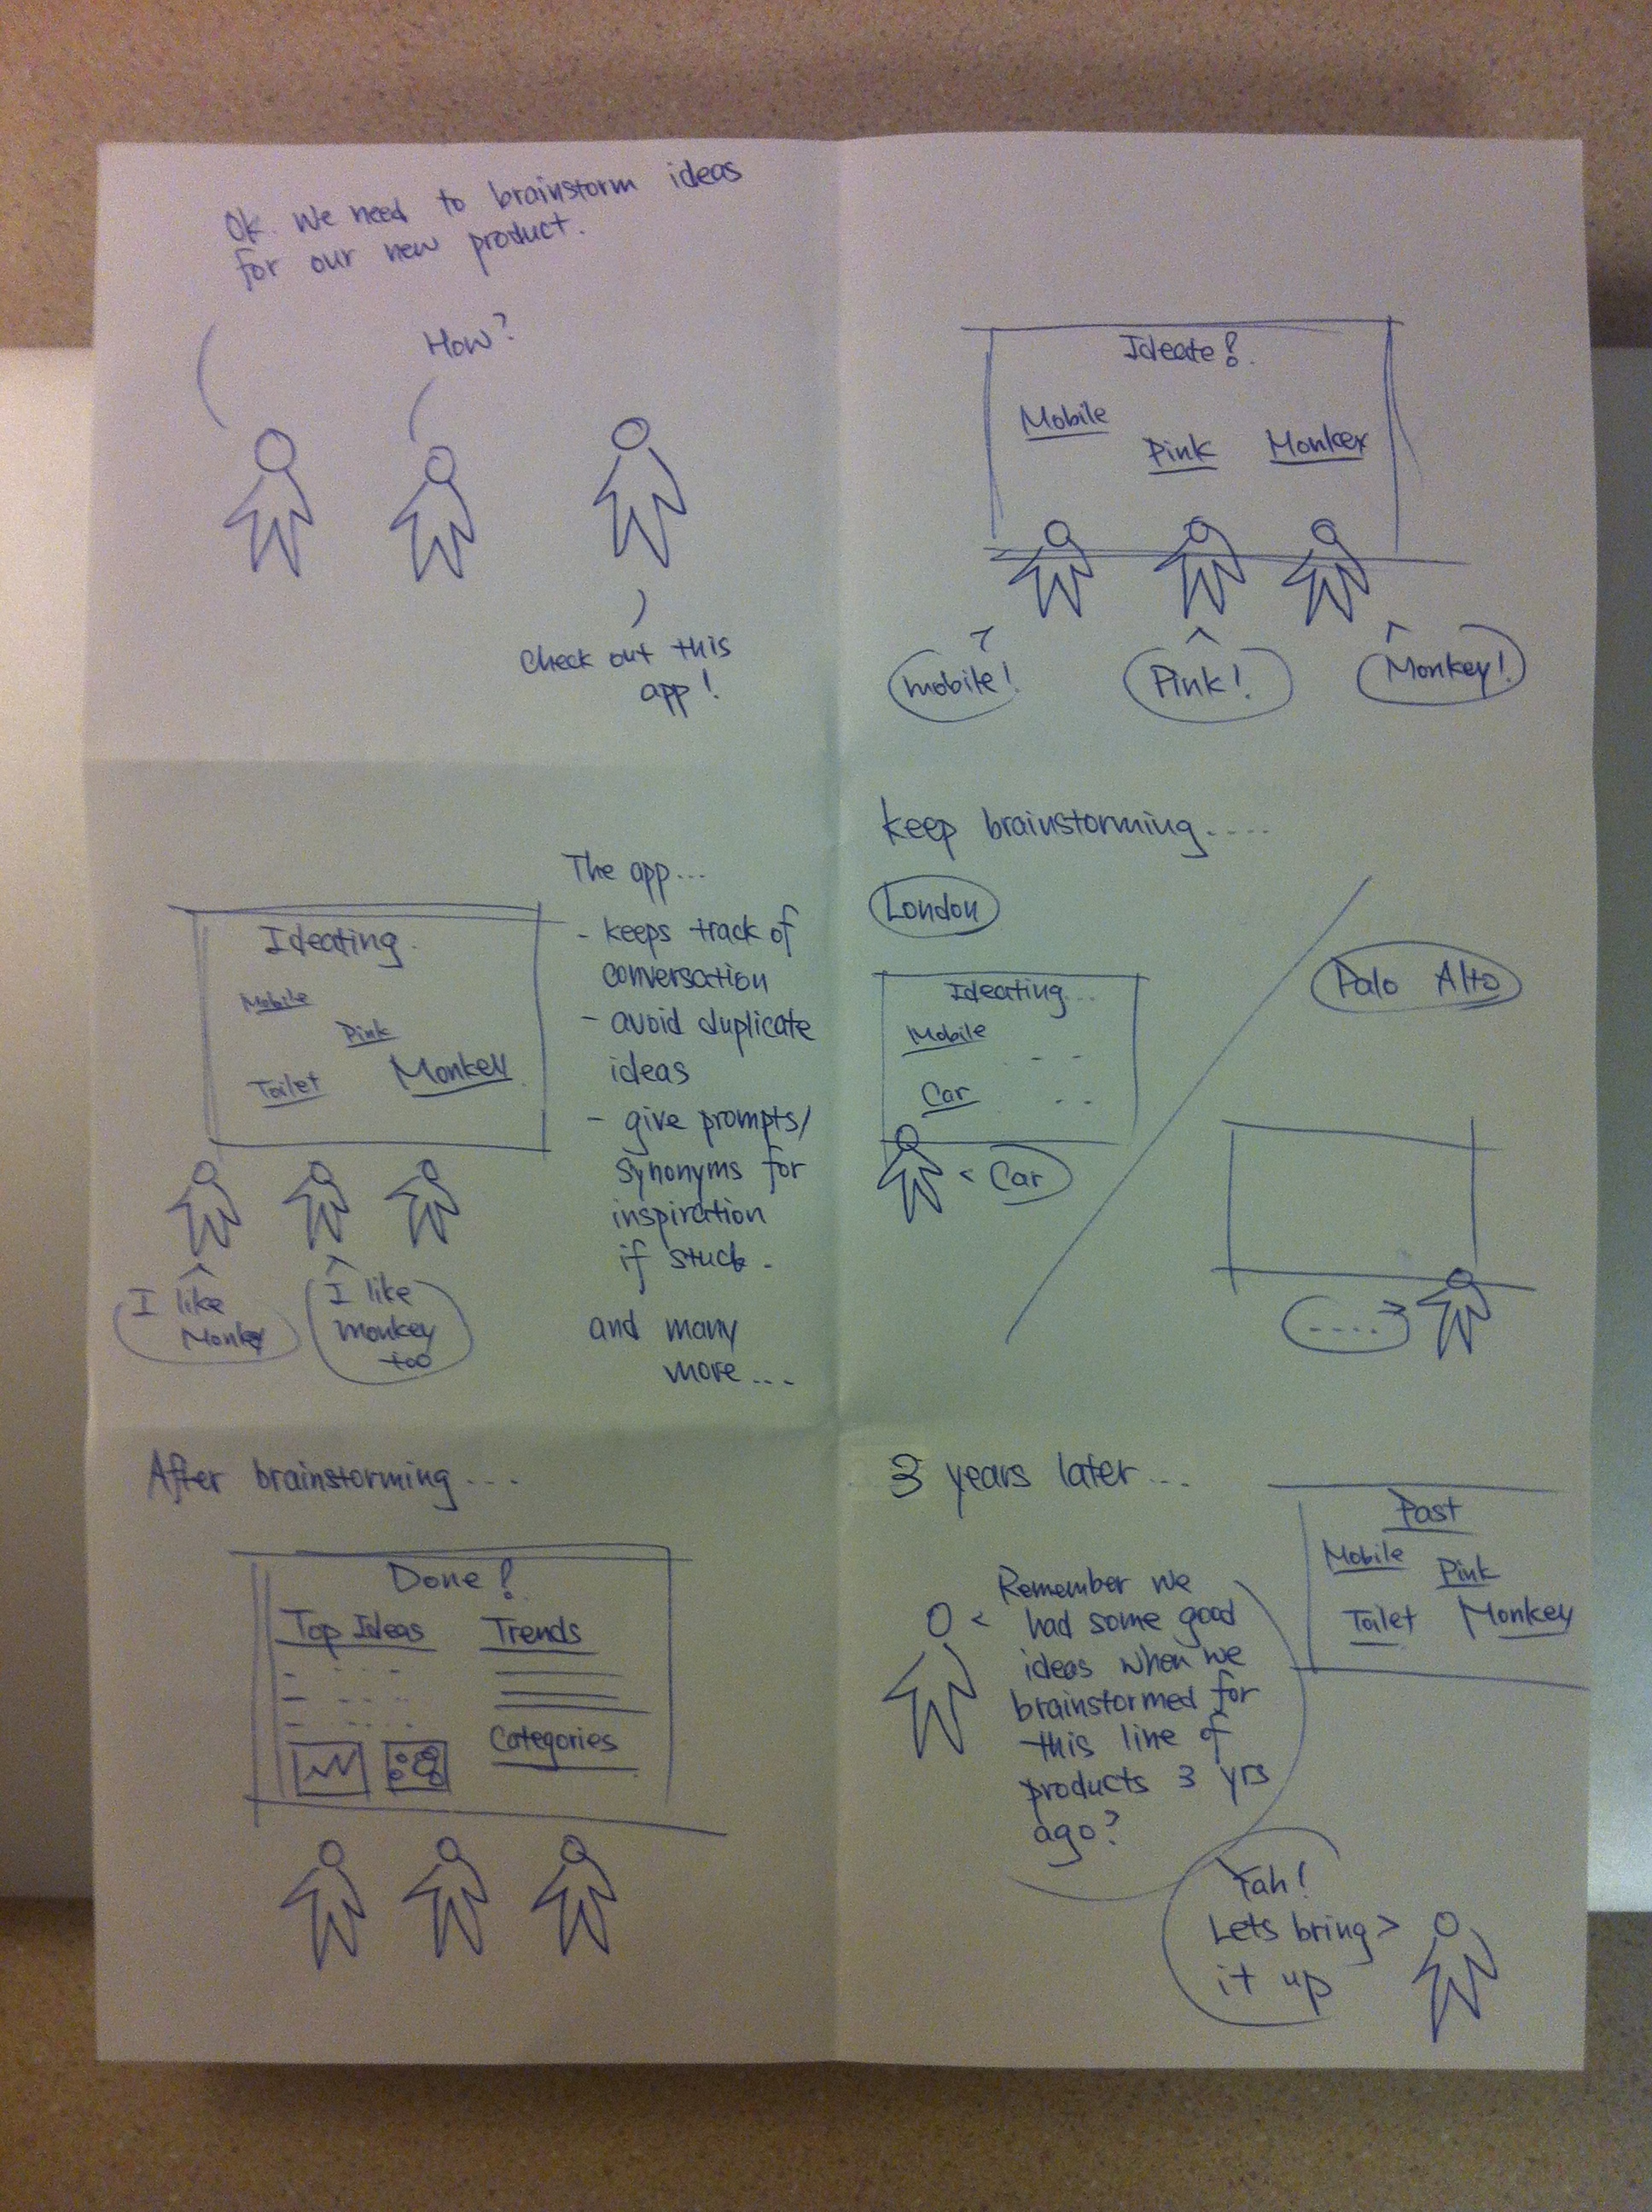 Ok. We need to brainstorm ideas
for our new product.
How?
Check out this
app!
Ideate!
Mobile
Pink
Monkey
mobile!
Pink!
Monkey!
Ideating.
Mobile
Pink
Toilet
Monkey
I like
Monkey
I like
monkey
too
The app...
- keeps track of
conversation
- avoid duplicate
ideas
- give prompts/
synonyms for
inspiration
if stuck.
and many
more...
keep brainstorming.....
London
Ideating...
Mobile
Car
Car
Palo Alto
....
After brainstorming...
Done!
Top Ideas
Trends
Categories
3 years later...
Remember we
had some good
ideas when we
brainstormed for
this line of
products 3 yrs
ago?
Past
Mobile
Pink
Toilet
Monkey
Yah!
Lets bring
it up